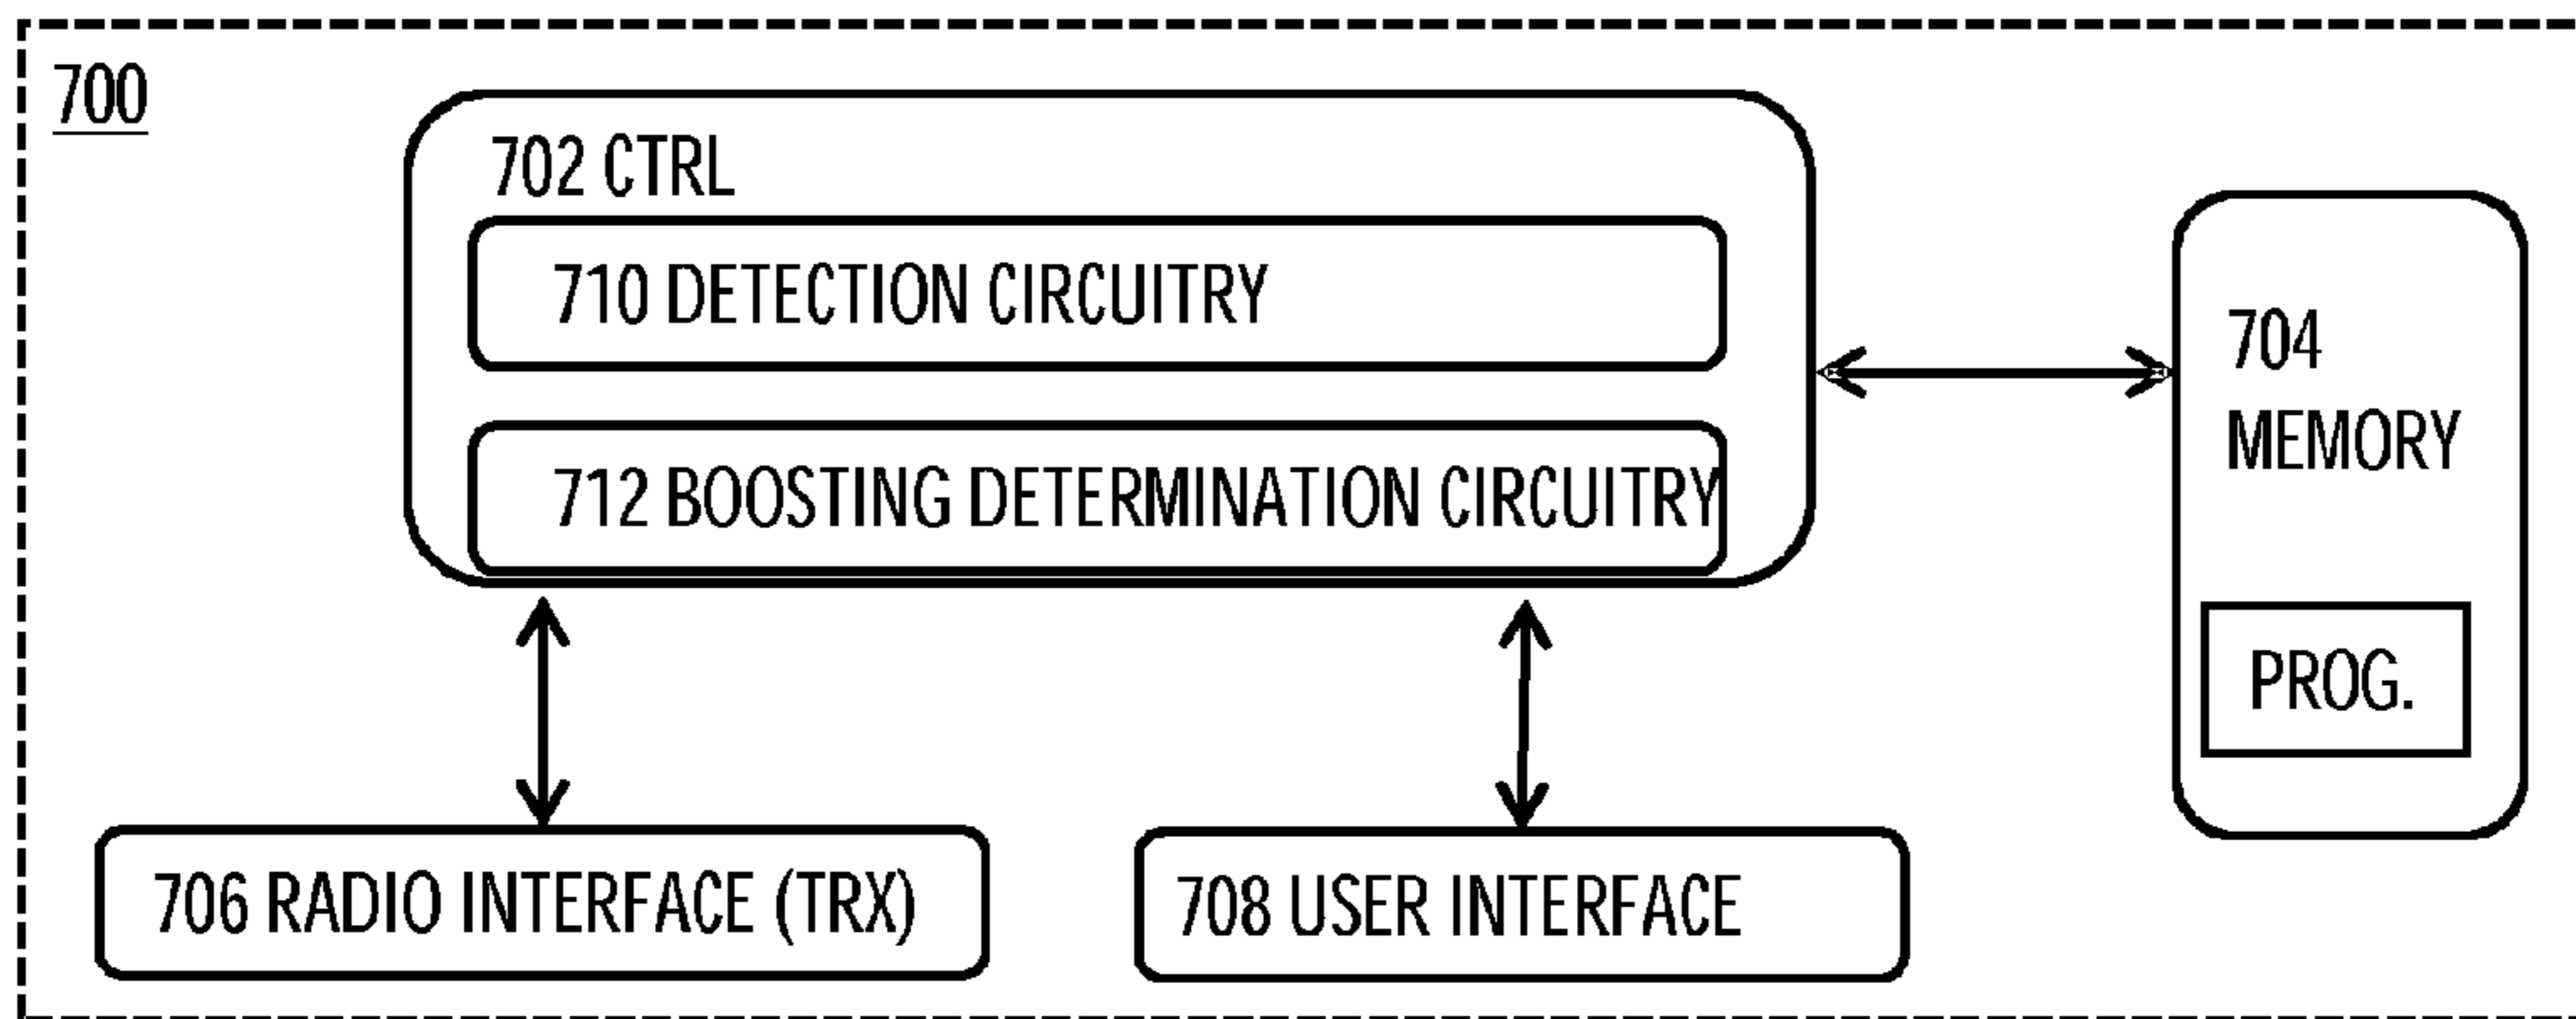 700
702 CTRL
710 DETECTION CIRCUITRY
712 BOOSTING DETERMINATION CIRCUITRY
704
MEMORY
PROG.
706 RADIO INTERFACE (TRX)
708 USER INTERFACE